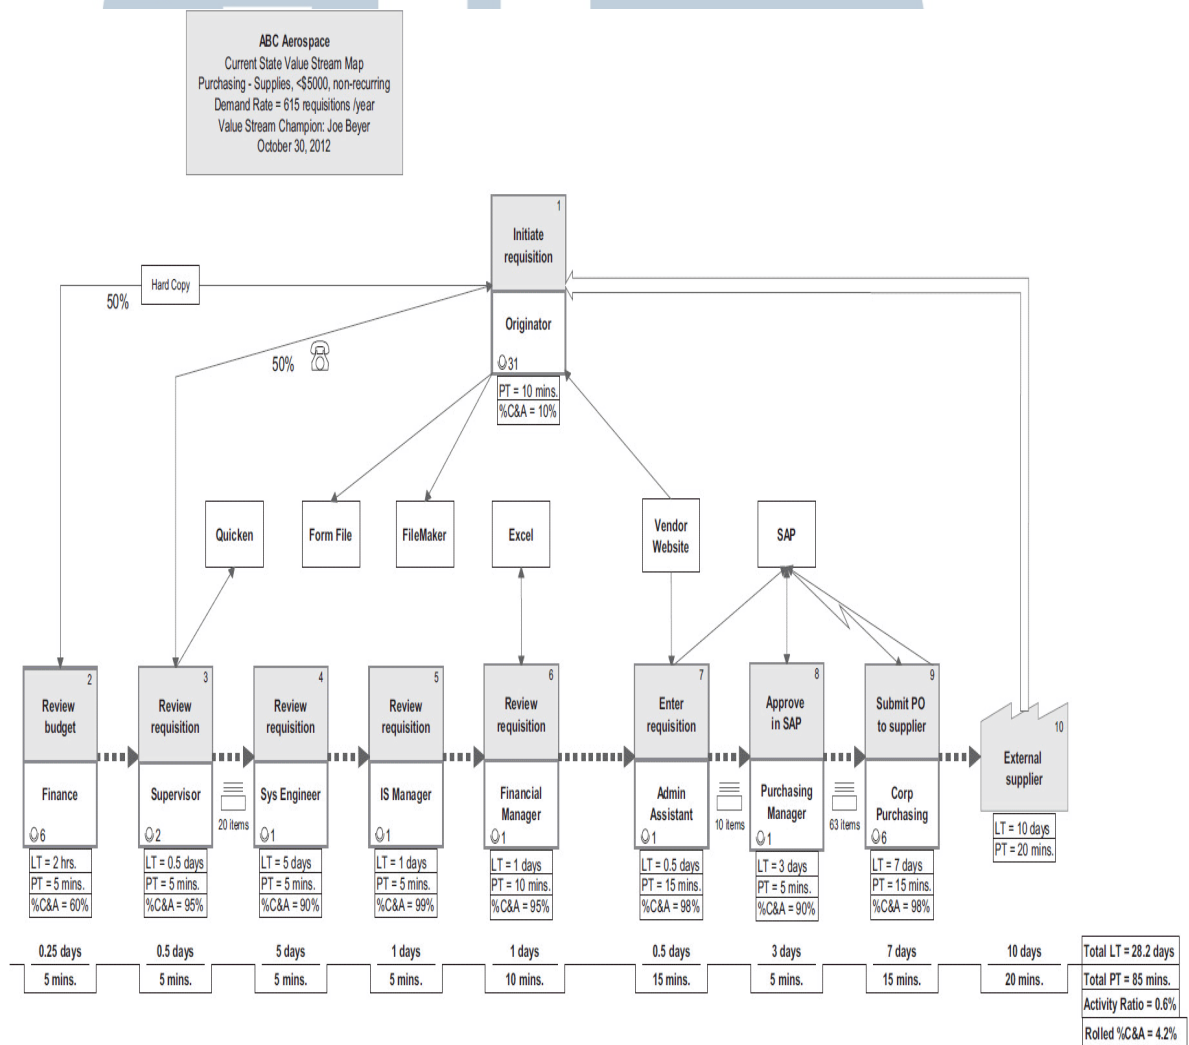 ABC Aerospace
Current State Value Stream Map
Purchasing - Supplies, <$5000, non-recurring
Demand Rate = 615 requisitions /year
Value Stream Champion: Joe Beyer
October 30, 2012
1
Initiate
requisition
Originator
31
PT = 10 mins.
%C&A = 10%
Hard Copy
50%
50%
Quicken
Form File
FileMaker
Excel
Vendor
Website
SAP
2
Review
budget
Finance
6
LT = 2 hrs.
PT = 5 mins.
%C&A = 60%
3
Review
requisition
Supervisor
2
LT = 0.5 days
PT = 5 mins.
%C&A = 95%
20 items
4
Review
requisition
Sys Engineer
1
LT = 5 days
PT = 5 mins.
%C&A = 90%
5
Review
requisition
IS Manager
1
LT = 1 days
PT = 5 mins.
%C&A = 99%
6
Review
requisition
Financial
Manager
1
LT = 1 days
PT = 10 mins.
%C&A = 95%
7
Enter
requisition
Admin
Assistant
1
LT = 0.5 days
PT = 15 mins.
%C&A = 98%
10 items
8
Approve
in SAP
Purchasing
Manager
1
LT = 3 days
PT = 5 mins.
%C&A = 90%
63 items
9
Submit PO
to supplier
Corp
Purchasing
6
LT = 7 days
PT = 15 mins.
%C&A = 98%
10
External
supplier
LT = 10 days
PT = 20 mins.
0.25 days
0.5 days
5 days
1 days
1 days
0.5 days
3 days
7 days
10 days
Total LT = 28.2 days
5 mins.
5 mins.
5 mins.
5 mins.
10 mins.
15 mins.
5 mins.
15 mins.
20 mins.
Total PT = 85 mins.
Activity Ratio = 0.6%
Rolled %C&A = 4.2%